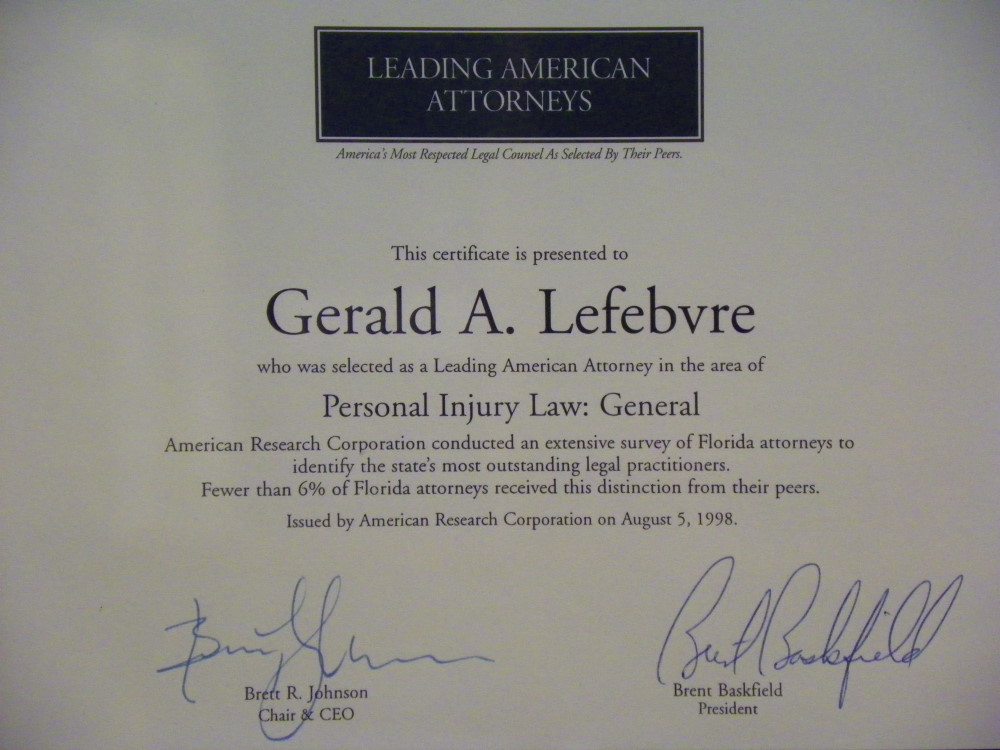 LEADING AMERICAN
ATTORNEYS
America's Most Respected Legal Counsel As Selected By Their Peers.
This certificate is presented to
Gerald A. Lefebvre
who was selected as a Leading American Attorney in the area of
Personal Injury Law: General
American Research Corporation conducted an extensive survey of Florida attorneys to
identify the state's most outstanding legal practitioners.
Fewer than 6% of Florida attorneys received this distinction from their peers.
Issued by American Research Corporation on August 5, 1998.
Brent Baskfield
Brett R. Johnson
Chair & CEO
Brent Baskfield
President